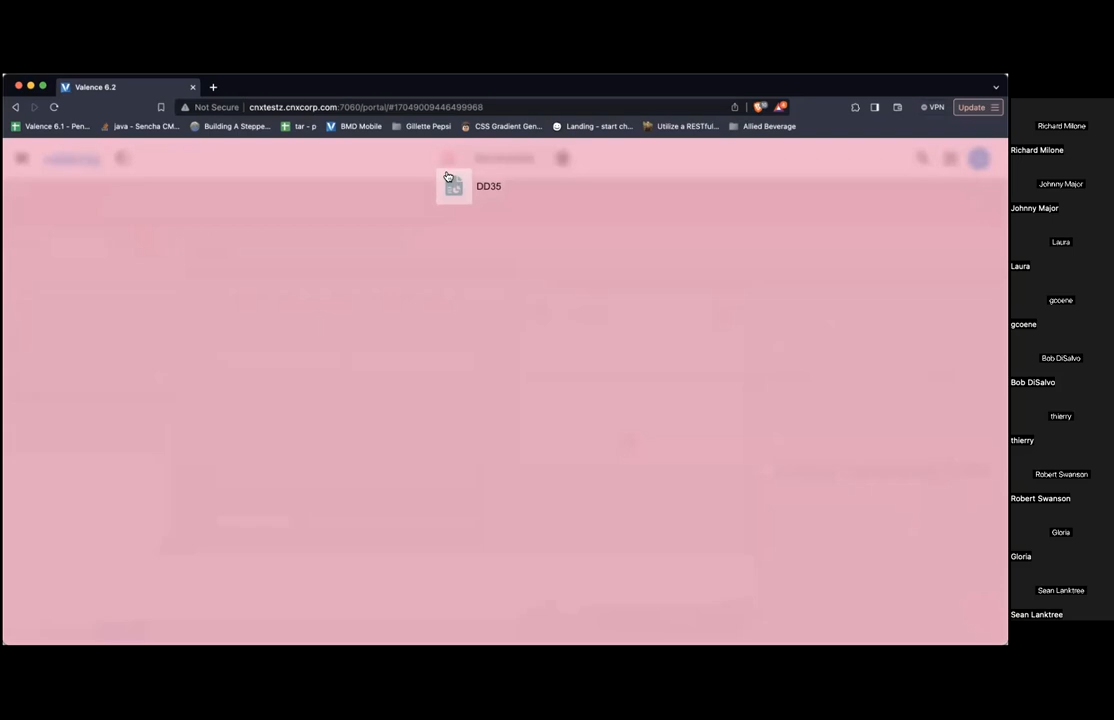 Valence 6.2
Not Secure cnxtestz.cnxcorp.com:7060/portal/#17049009446499968 VPN Update
Valence 6.1 - Pen... java - Sencha CM... Building A Steppe... tar - p BMD Mobile Gillette Pepsi CSS Gradient Gen... Landing - start ch... Utilize a RESTful... Allied Beverage
DD35
Richard Milone
Richard Milone
Johnny Major
Johnny Major
Laura
Laura
gcoene
gcoene
Bob DiSalvo
Bob DiSalvo
thierry
thierry
Robert Swanson
Robert Swanson
Gloria
Gloria
Sean Lanktree
Sean Lanktree